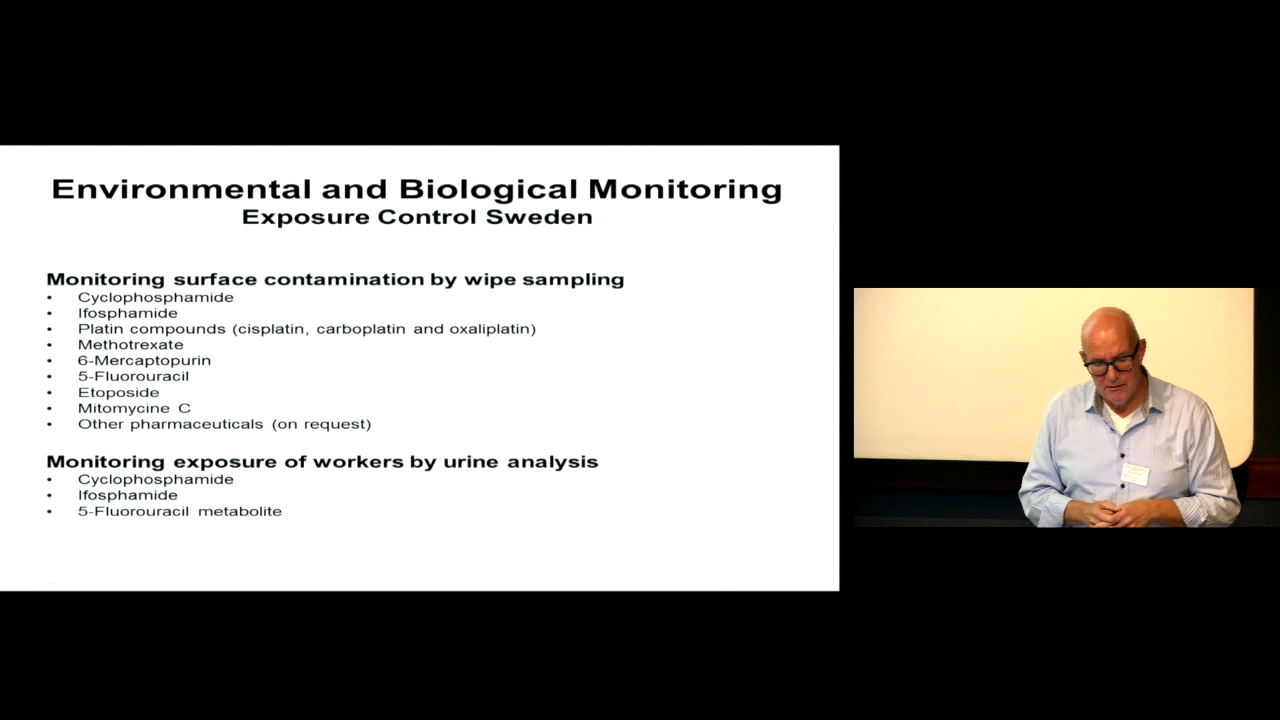 Environmental and Biological Monitoring
Exposure Control Sweden
Monitoring surface contamination by wipe sampling
• Cyclophosphamide
• Ifosphamide
• Platin compounds (cisplatin, carboplatin and oxaliplatin)
• Methotrexate
• 6-Mercaptopurin
• 5-Fluorouracil
• Etoposide
• Mitomycine C
• Other pharmaceuticals (on request)
Monitoring exposure of workers by urine analysis
• Cyclophosphamide
• Ifosphamide
• 5-Fluorouracil metabolite